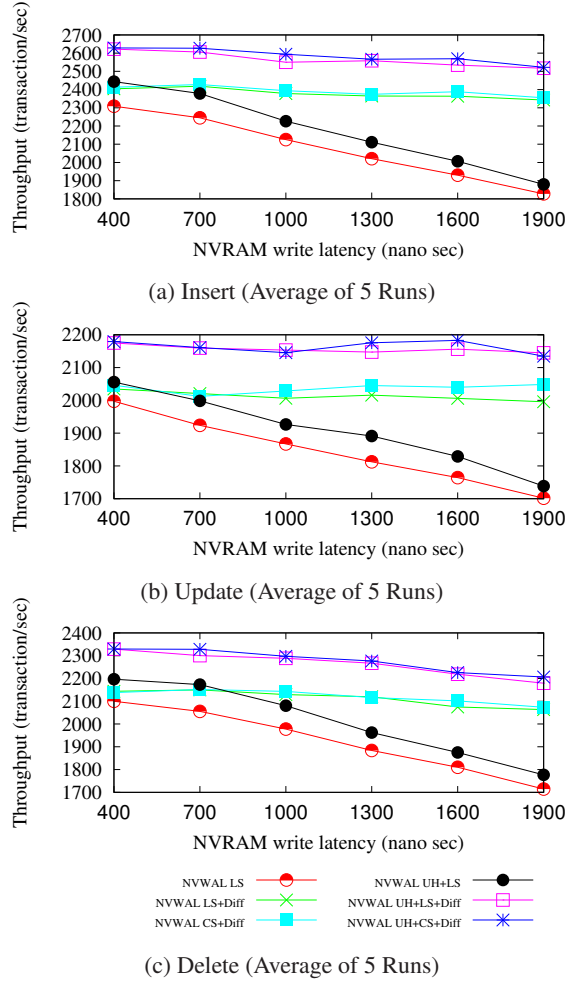 2700
2600
2500
2400
2300
2200
2100
2000
1900
1800
Throughput (transaction/sec)
400 700 1000 1300 1600 1900
NVRAM write latency (nano sec)
(a) Insert (Average of 5 Runs)
2200
2100
2000
1900
1800
1700
Throughput (transaction/sec)
400 700 1000 1300 1600 1900
NVRAM write latency (nano sec)
(b) Update (Average of 5 Runs)
2400
2300
2200
2100
2000
1900
1800
1700
Throughput (transaction/sec)
400 700 1000 1300 1600 1900
NVRAM write latency (nano sec)
NVWAL LS NVWAL UH+LS
NVWAL LS+Diff NVWAL UH+LS+Diff
NVWAL CS+Diff NVWAL UH+CS+Diff
(c) Delete (Average of 5 Runs)